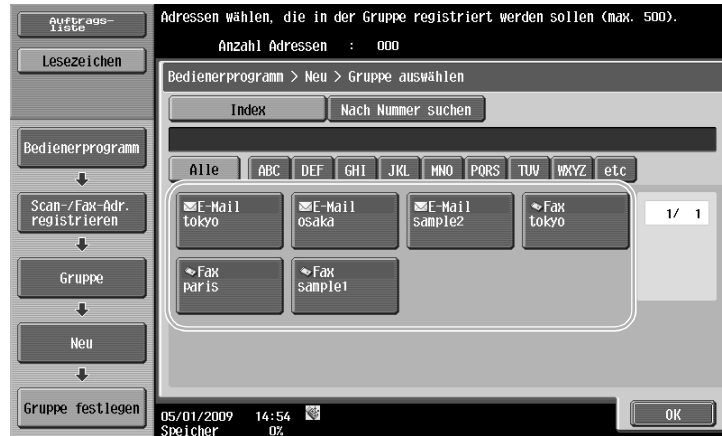 Auftrags-
liste
Lesezeichen
Bedienerprogramm
Scan-/Fax-Adr.
registrieren
Gruppe
Neu
Gruppe festlegen
Adressen wählen, die in der Gruppe registriert werden sollen (max. 500).
Anzahl Adressen : 000
Bedienerprogramm > Neu > Gruppe auswählen
Index Nach Nummer suchen
Alle ABC DEF GHI JKL MNO PQRS TUV WXYZ etc
E-Mail E-Mail E-Mail Fax
tokyo osaka sample2 tokyo
1/ 1
Fax Fax
paris sample1
OK
05/01/2009 14:54
Speicher 0%